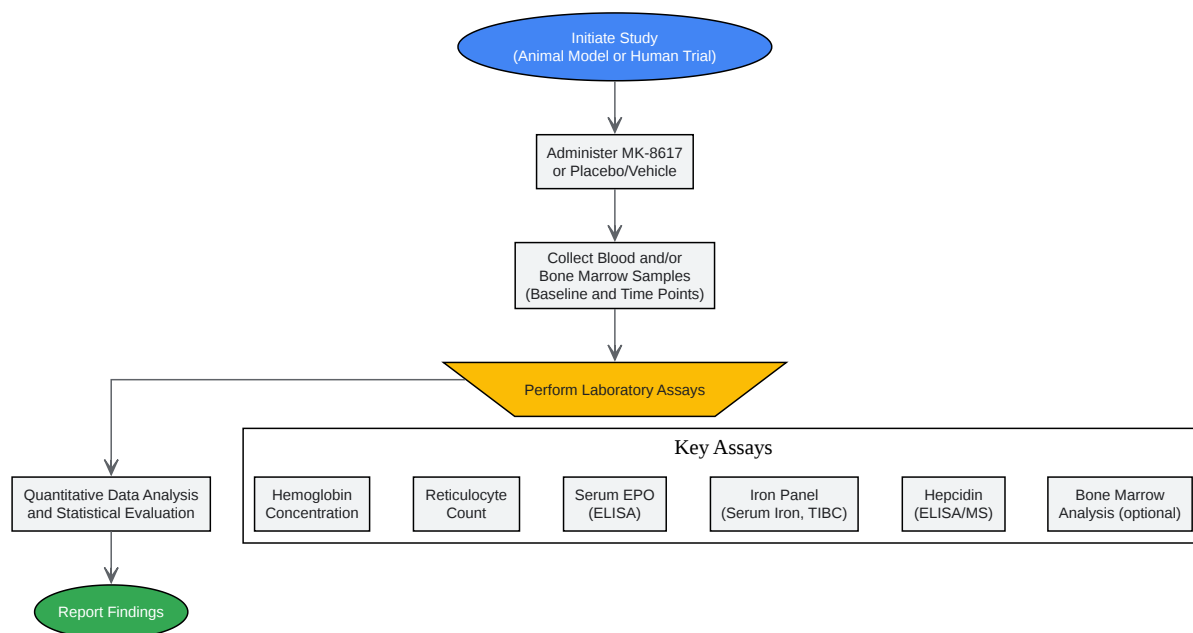 Initiate Study
(Animal Model or Human Trial)
Administer MK-8617
or Placebo/Vehicle
Collect Blood and/or
Bone Marrow Samples
(Baseline and Time Points)
Perform Laboratory Assays
Key Assays
Quantitative Data Analysis
and Statistical Evaluation
Hemoglobin
Concentration
Reticulocyte
Count
Serum EPO
(ELISA)
Iron Panel
(Serum Iron, TIBC)
Hepcidin
(ELISA/MS)
Bone Marrow
Analysis (optional)
Report Findings